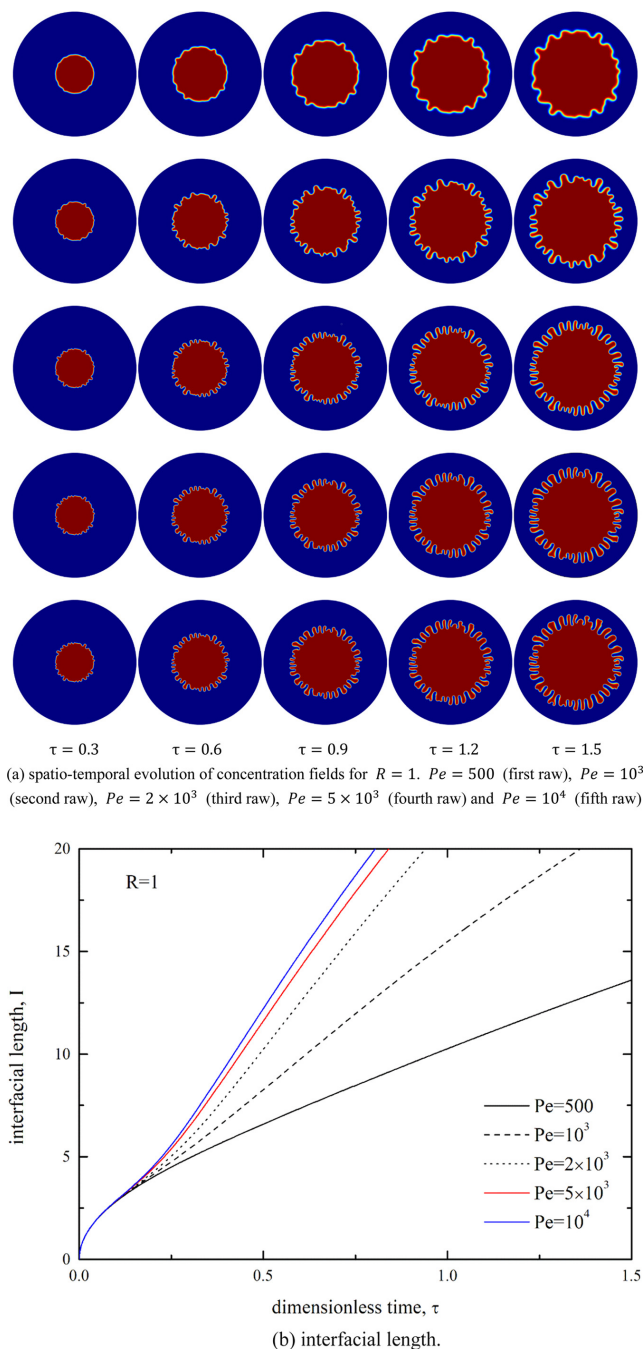 τ = 0.3 τ = 0.6 τ = 0.9 τ = 1.2 τ = 1.5
(a) spatio-temporal evolution of concentration fields for R = 1. Pe = 500 (first raw), Pe = 10³
(second raw), Pe = 2 × 10³ (third raw), Pe = 5 × 10³ (fourth raw) and Pe = 10⁴ (fifth raw)
20
R=1
15
interfacial length, I
10
Pe=500
Pe=10³
5
Pe=2×10³
Pe=5×10³
Pe=10⁴
0
0.0 0.5 1.0 1.5
dimensionless time, τ
(b) interfacial length.